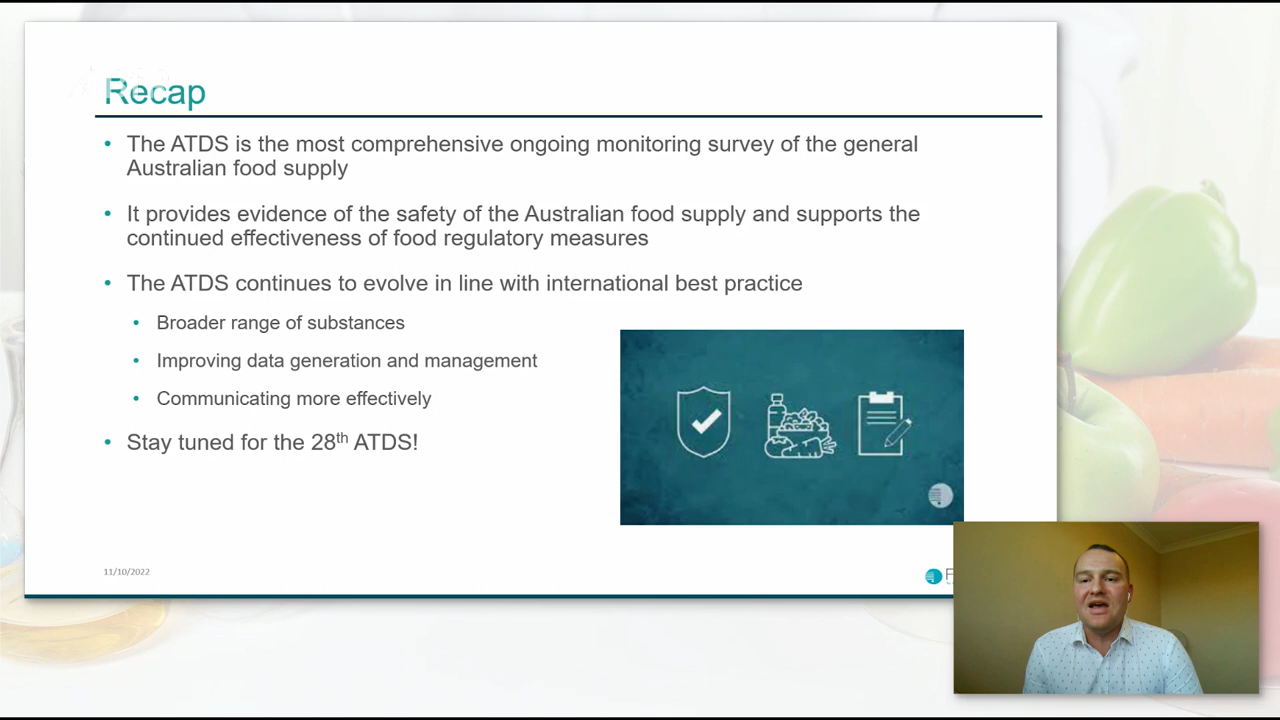 Recap
• The ATDS is the most comprehensive ongoing monitoring survey of the general
Australian food supply
• It provides evidence of the safety of the Australian food supply and supports the
continued effectiveness of food regulatory measures
• The ATDS continues to evolve in line with international best practice
• Broader range of substances
• Improving data generation and management
• Communicating more effectively
• Stay tuned for the 28th ATDS!
11/10/2022